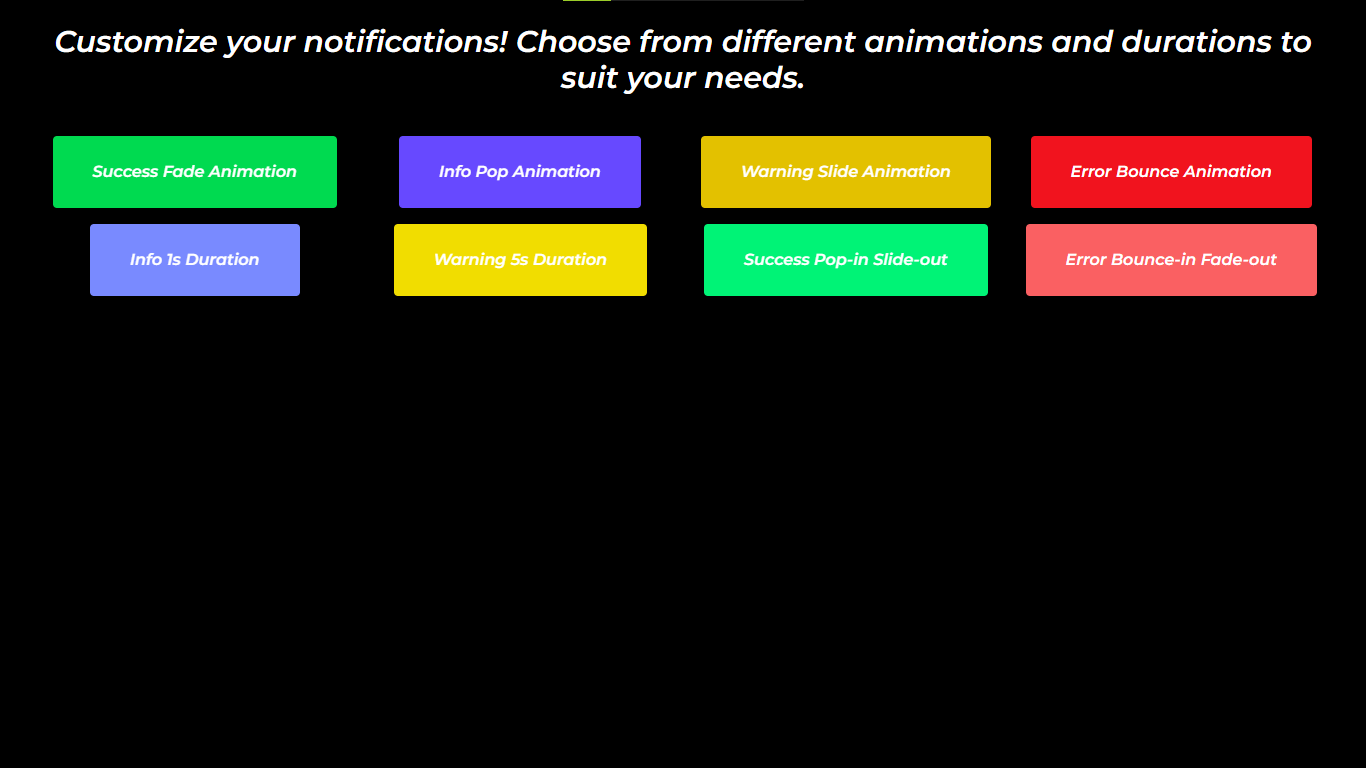 Customize your notifications! Choose from different animations and durations to
suit your needs.
Success Fade Animation
Info Pop Animation
Warning Slide Animation
Error Bounce Animation
Info 1s Duration
Warning 5s Duration
Success Pop-in Slide-out
Error Bounce-in Fade-out